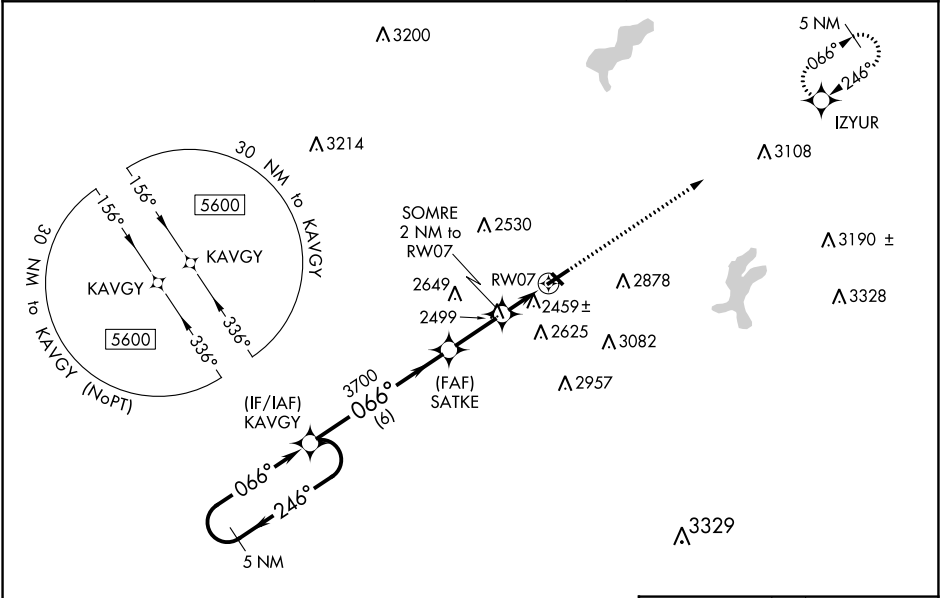 3200
5 NM
066°
246°
IZYUR
3214
3108
30 NM to KAVGY
156°
5600
KAVGY
336°
30 NM to KAVGY (NoPT)
156°
KAVGY
5600
336°
SOMRE
2 NM to
RW07
2530
3190 ±
2649
RW07
2878
3328
2499
2459±
2625
3082
(FAF)
SATKE
2957
3700
066°
(6)
(IF/IAF)
KAVGY
066°
246°
5 NM
3329